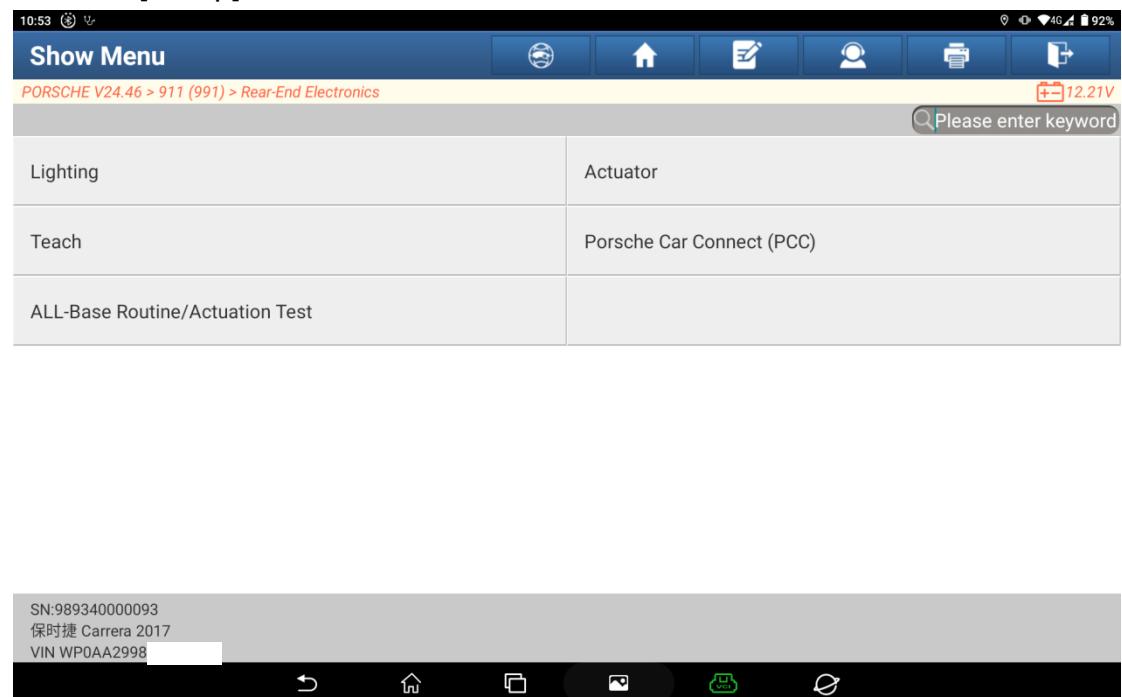 10:53 4G 92%
Show Menu
PORSCHE V24.46 > 911 (991) > Rear-End Electronics 12.21V
Please enter keyword
Lighting Actuator
Teach Porsche Car Connect (PCC)
ALL-Base Routine/Actuation Test
SN:989340000093
保时捷 Carrera 2017
VIN WP0AA2998
VCI